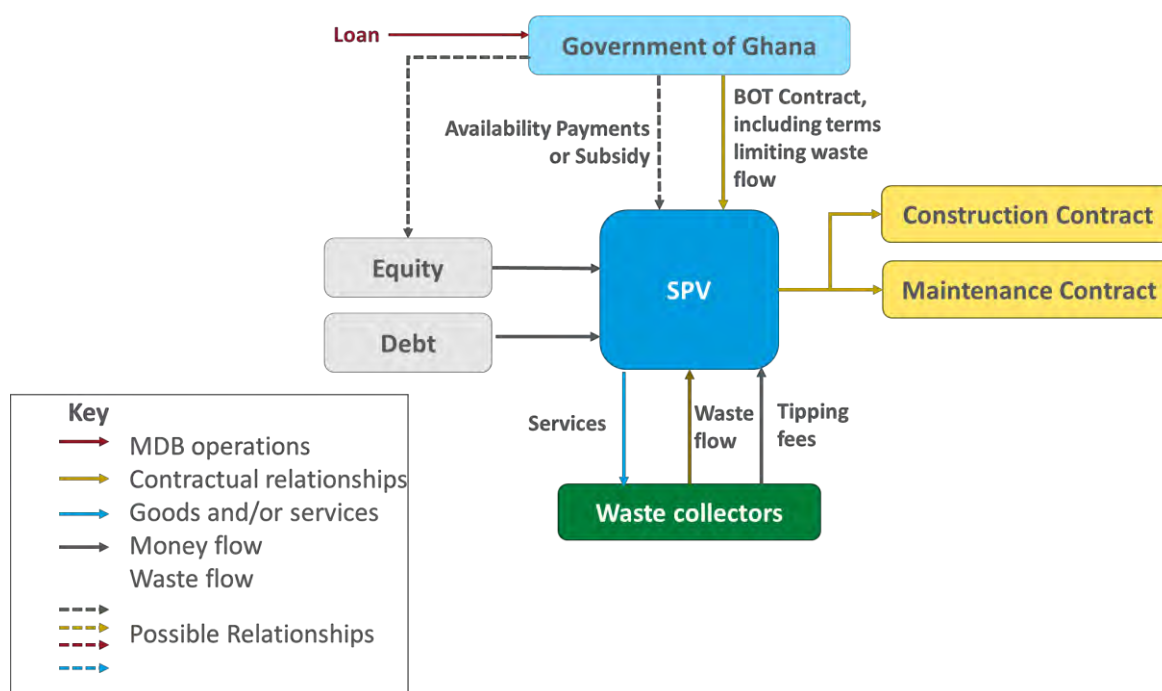 Loan
Government of Ghana
Availability Payments
or Subsidy
BOT Contract,
including terms
limiting waste
flow
Construction Contract
Equity
SPV
Maintenance Contract
Debt
Key
MDB operations
Contractual relationships
Goods and/or services
Money flow
Waste flow
Possible Relationships
Services
Waste
flow
Tipping
fees
Waste collectors